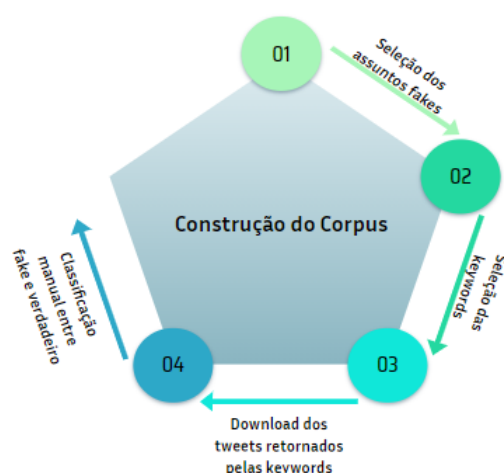 01
Seleção dos
assuntos fakes
02
Construção do Corpus
Seleção das
keywords
03
Download dos
tweets retornados
pelas keywords
04
Classificação
manual entre
fake e verdadeiro